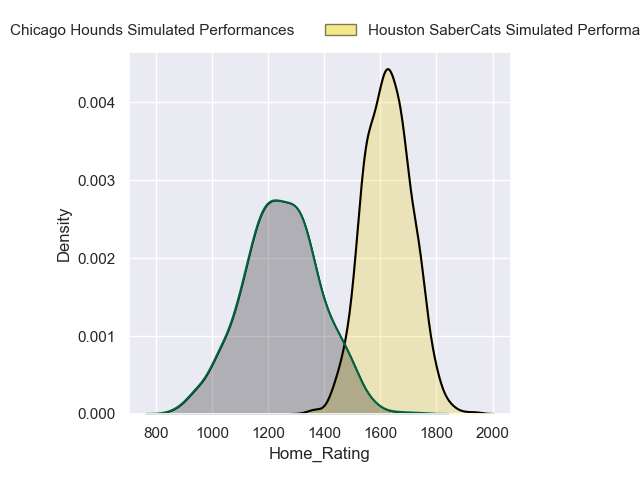 Chicago Hounds Simulated Performances
Houston SaberCats Simulated Performa
0.004
0.003
0.002
0.001
0.000
Density
800 1000 1200 1400 1600 1800 2000
Home_Rating